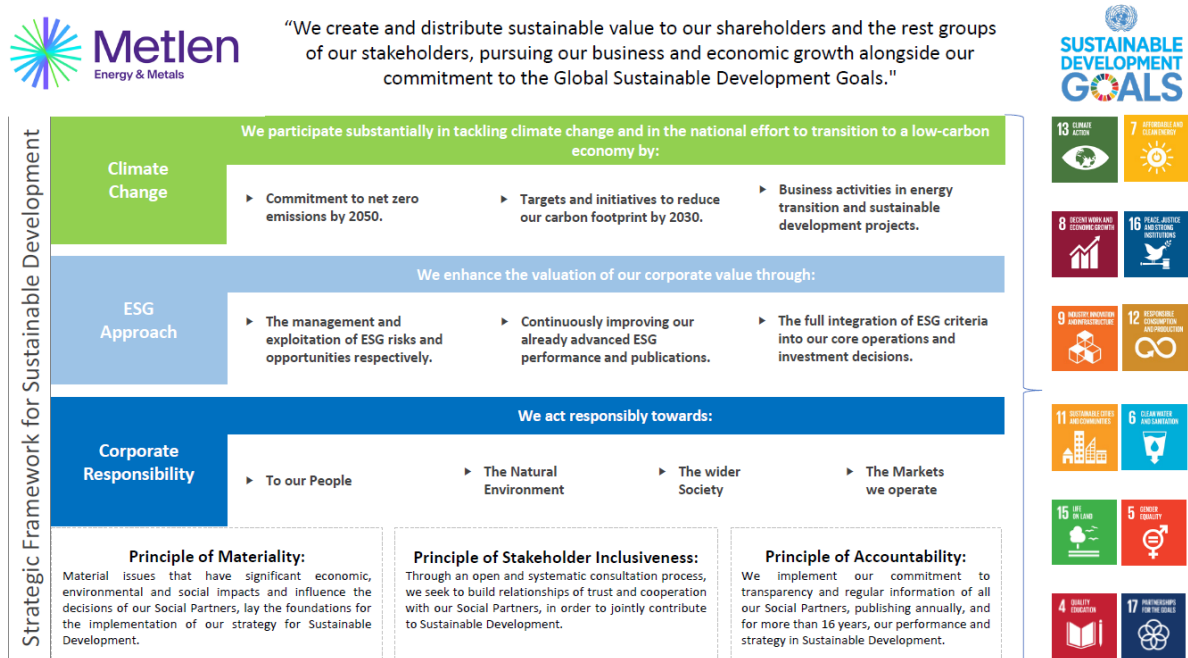 Metlen
Energy & Metals
“We create and distribute sustainable value to our shareholders and the rest groups
of our stakeholders, pursuing our business and economic growth alongside our
commitment to the Global Sustainable Development Goals."
SUSTAINABLE
DEVELOPMENT
GOALS
Strategic Framework for Sustainable Development
Climate
Change
We participate substantially in tackling climate change and in the national effort to transition to a low-carbon
economy by:
Commitment to net zero
emissions by 2050.
Targets and initiatives to reduce
our carbon footprint by 2030.
Business activities in energy
transition and sustainable
development projects.
ESG
Approach
We enhance the valuation of our corporate value through:
The management and
exploitation of ESG risks and
opportunities respectively.
Continuously improving our
already advanced ESG
performance and publications.
The full integration of ESG criteria
into our core operations and
investment decisions.
Corporate
Responsibility
We act responsibly towards:
To our People
The Natural
Environment
The wider
Society
The Markets
we operate
Principle of Materiality:
Material issues that have significant economic,
environmental and social impacts and influence the
decisions of our Social Partners, lay the foundations for
the implementation of our strategy for Sustainable
Development.
Principle of Stakeholder Inclusiveness:
Through an open and systematic consultation process,
we seek to build relationships of trust and cooperation
with our Social Partners, in order to jointly contribute
to Sustainable Development.
Principle of Accountability:
We implement our commitment to
transparency and regular information of all
our Social Partners, publishing annually, and
for more than 16 years, our performance and
strategy in Sustainable Development.
13 CLIMATE
ACTION
7 AFFORDABLE AND
CLEAN ENERGY
8 DECENT WORK AND
ECONOMIC GROWTH
16 PEACE, JUSTICE
AND STRONG
INSTITUTIONS
9 INDUSTRY, INNOVATION
AND INFRASTRUCTURE
12 RESPONSIBLE
CONSUMPTION
AND PRODUCTION
11 SUSTAINABLE CITIES
AND COMMUNITIES
6 CLEAN WATER
AND SANITATION
15 LIFE
ON LAND
5 GENDER
EQUALITY
4 QUALITY
EDUCATION
17 PARTNERSHIPS
FOR THE GOALS